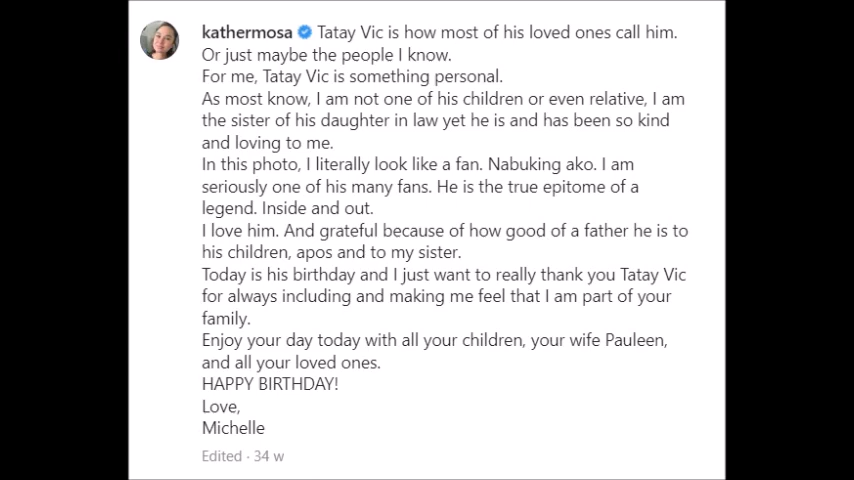 kathermosa Tatay Vic is how most of his loved ones call him.
Or just maybe the people I know.
For me, Tatay Vic is something personal.
As most know, I am not one of his children or even relative, I am
the sister of his daughter in law yet he is and has been so kind
and loving to me.
In this photo, I literally look like a fan. Nabuking ako. I am
seriously one of his many fans. He is the true epitome of a
legend. Inside and out.
I love him. And grateful because of how good of a father he is to
his children, apos and to my sister.
Today is his birthday and I just want to really thank you Tatay Vic
for always including and making me feel that I am part of your
family.
Enjoy your day today with all your children, your wife Pauleen,
and all your loved ones.
HAPPY BIRTHDAY!
Love,
Michelle
Edited · 34 w